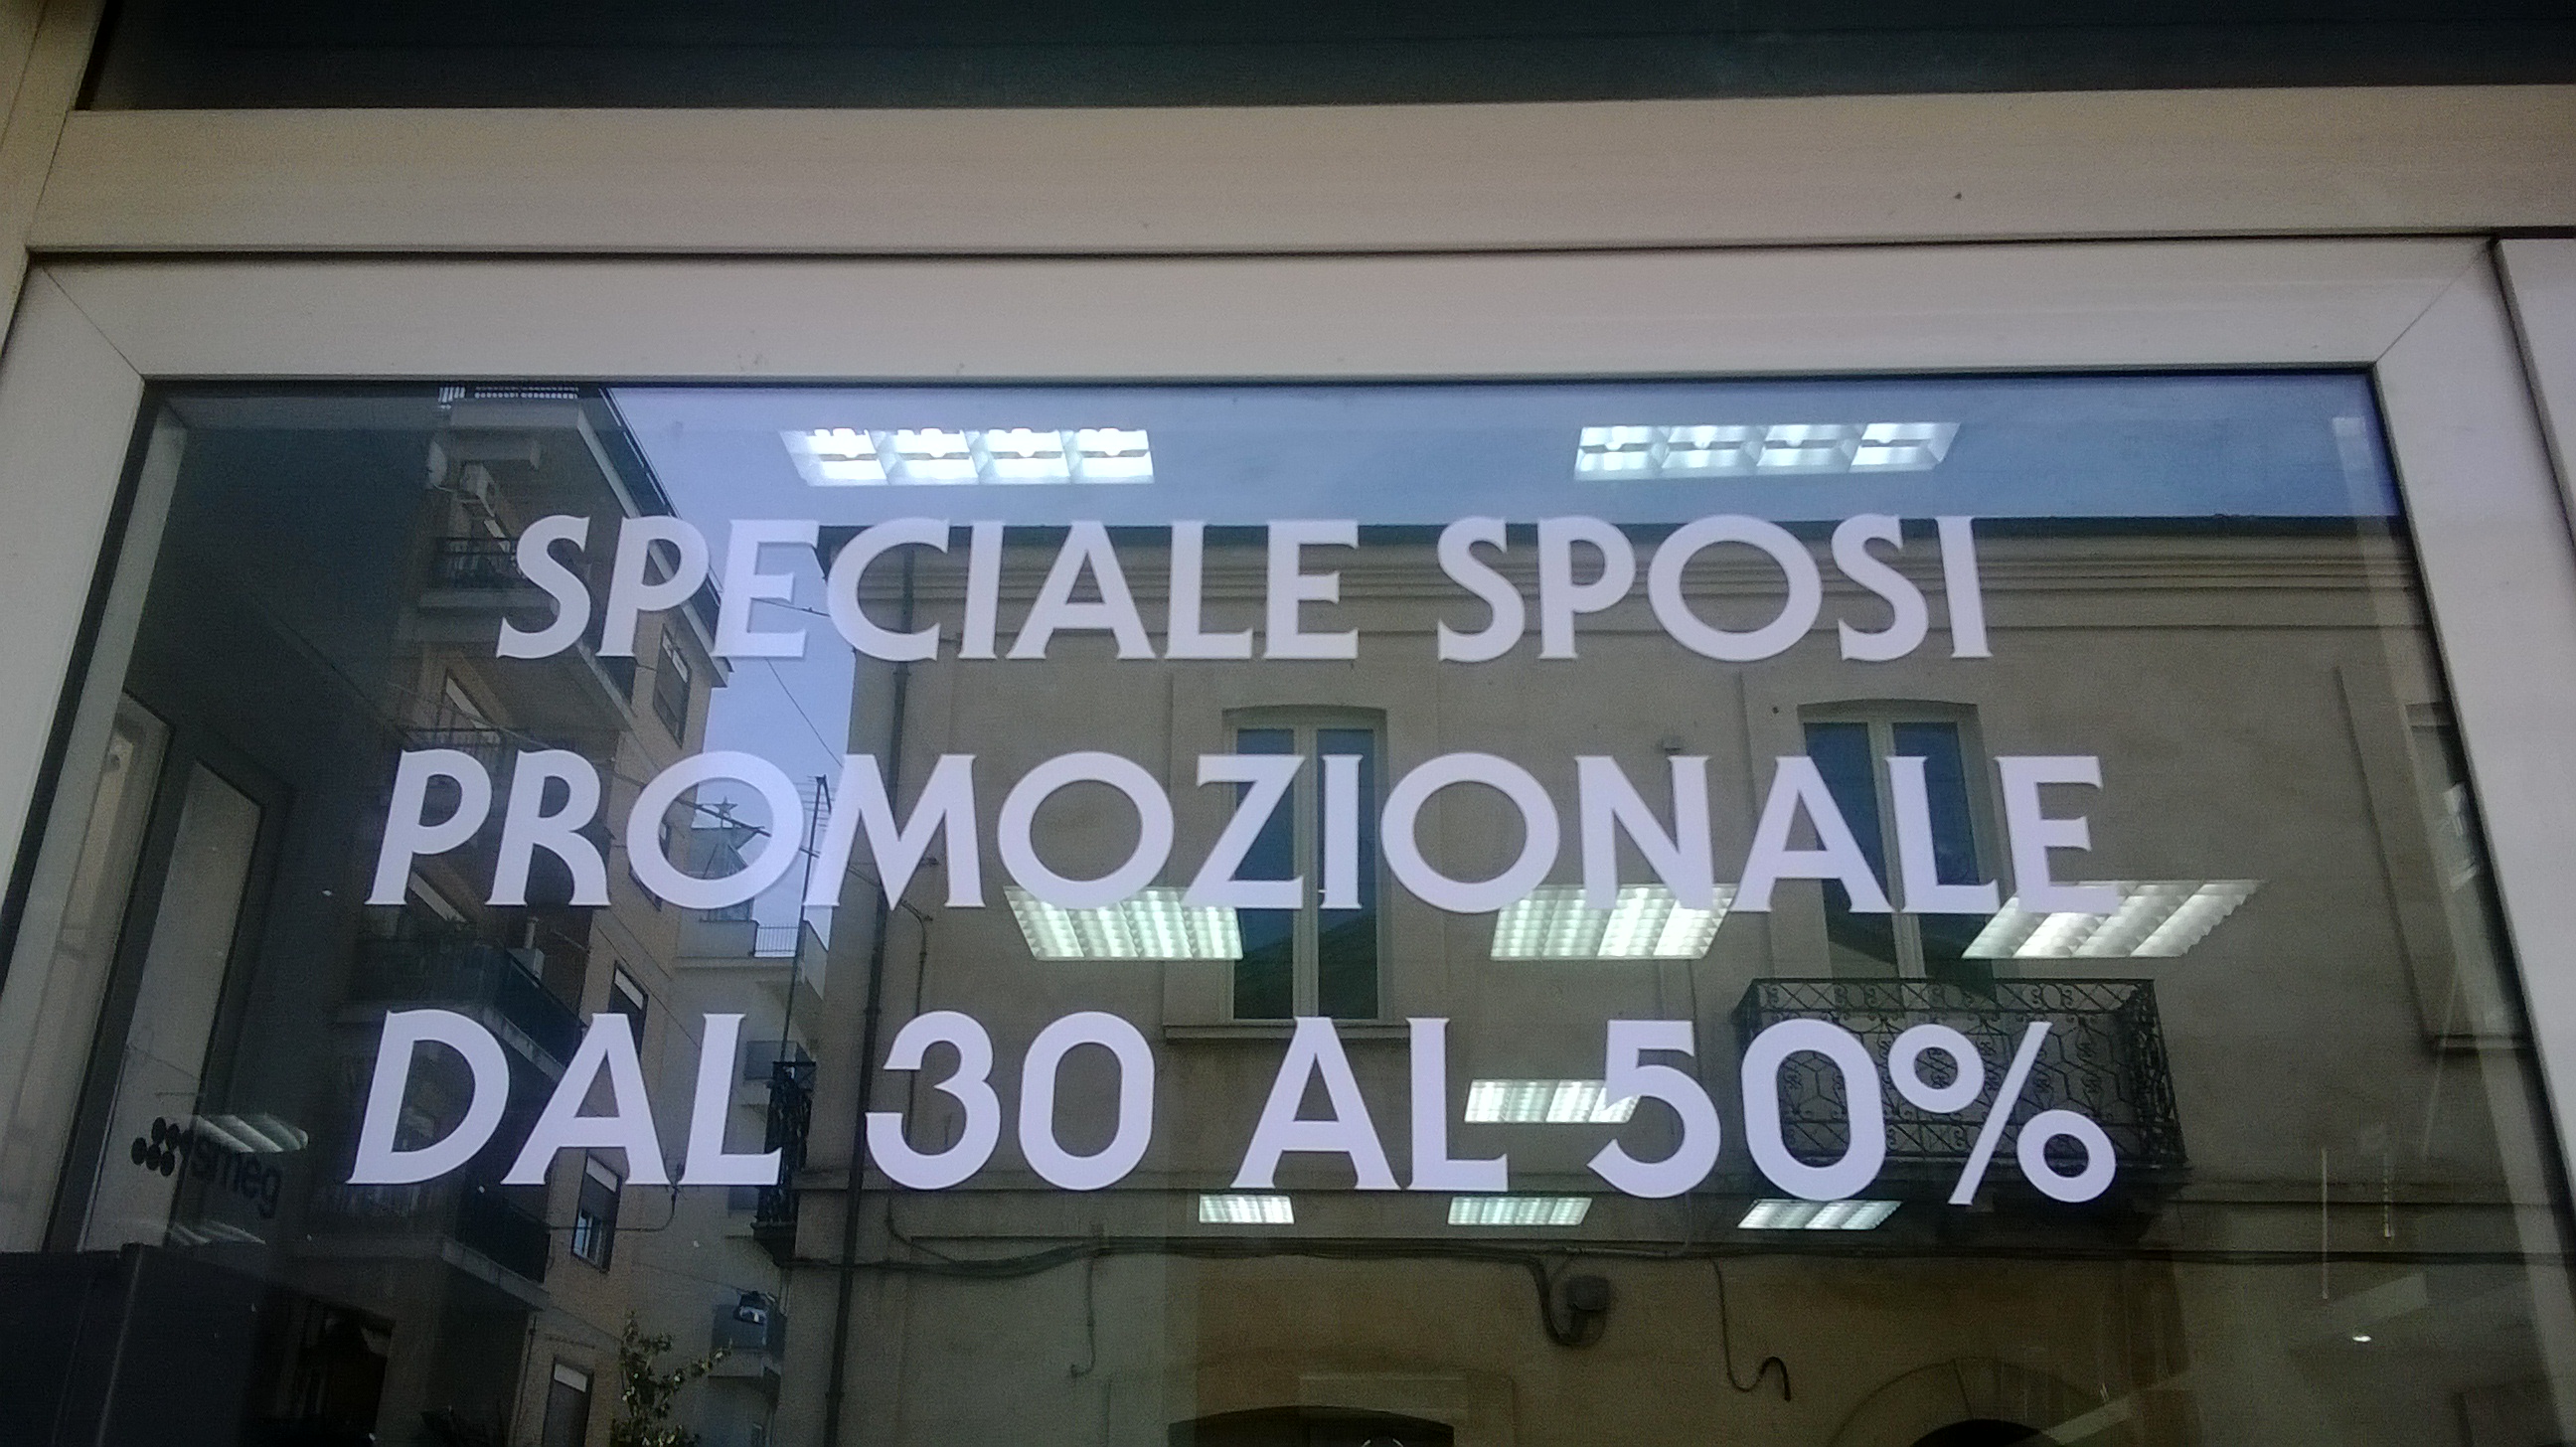 SPECIALE SPOSI
PROMOZIONALE
DAL 30 AL 50%
smeg